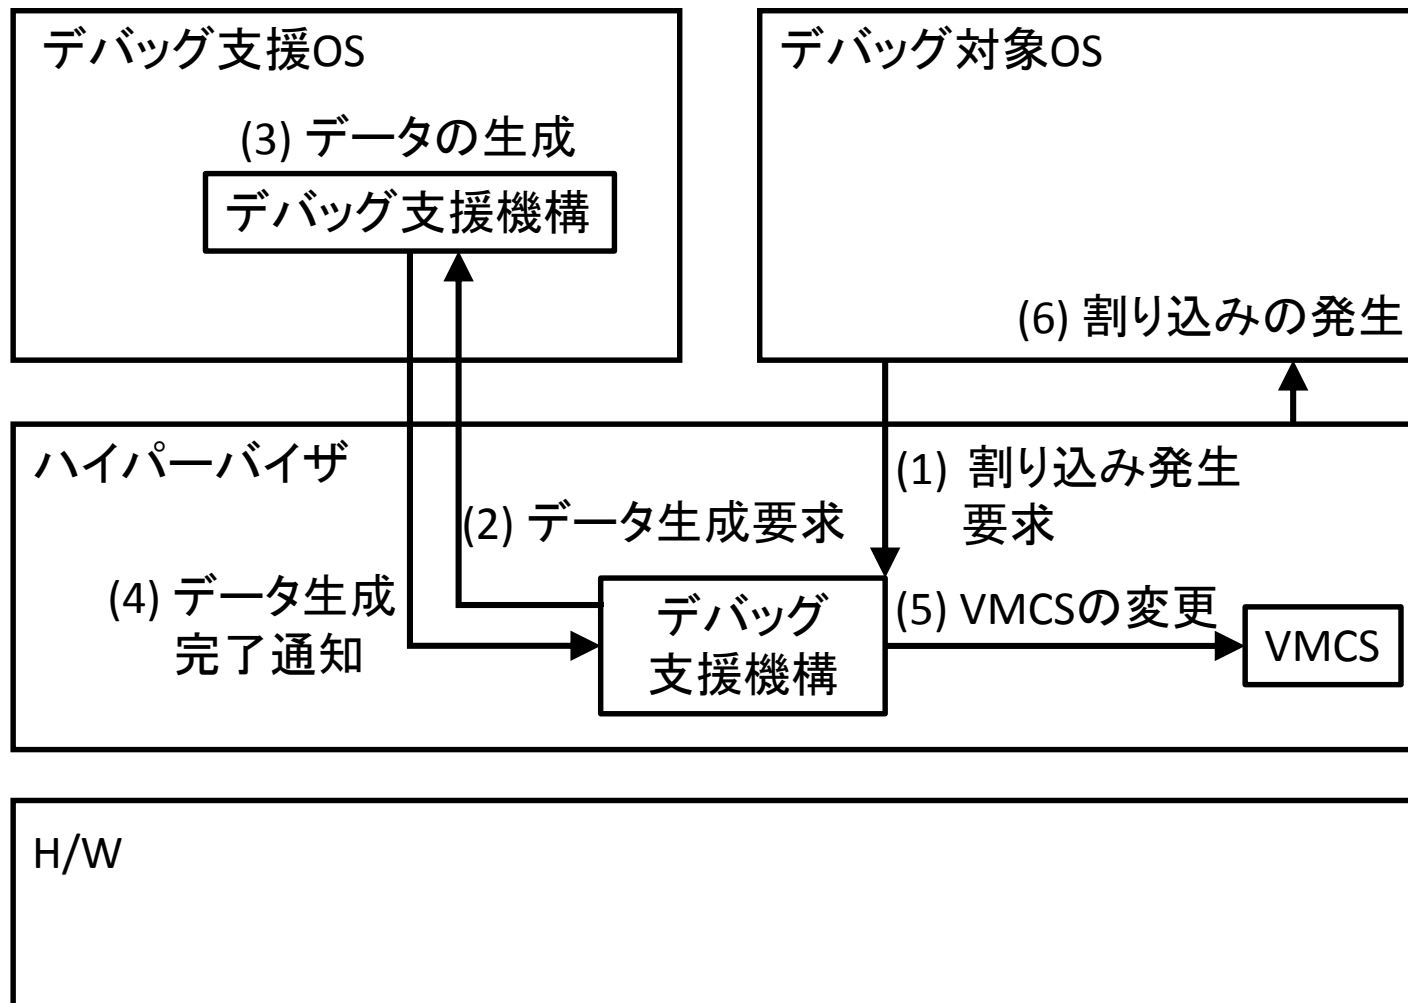 デバッグ支援OS
デバッグ対象OS
(3) データの生成
デバッグ支援機構
(6) 割り込みの発生
ハイパーバイザ
(1) 割り込み発生
要求
(2) データ生成要求
(4) データ生成
完了通知
デバッグ
支援機構
(5) VMCSの変更
VMCS
H/W